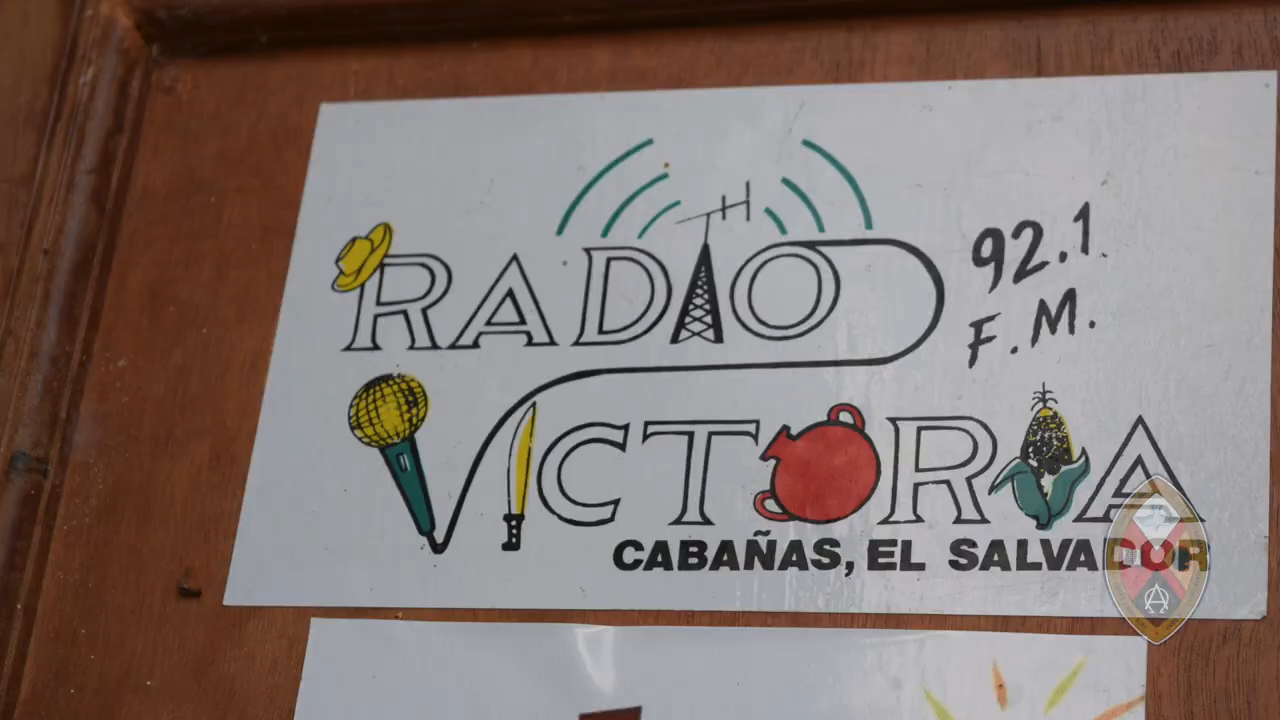 RADIO
92.1
F.M.
VICTORIA
CABAÑAS, EL SALVADOR